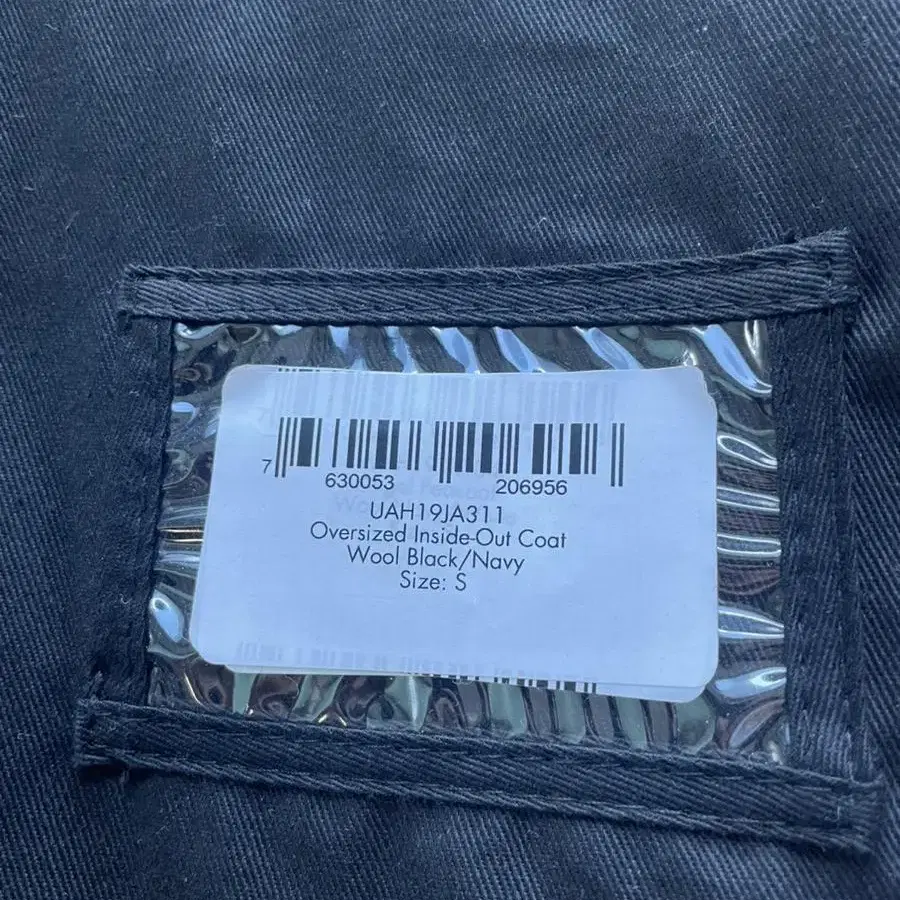 7 630053 206956
UAH19JA311
Oversized Inside-Out Coat
Wool Black/Navy
Size: S